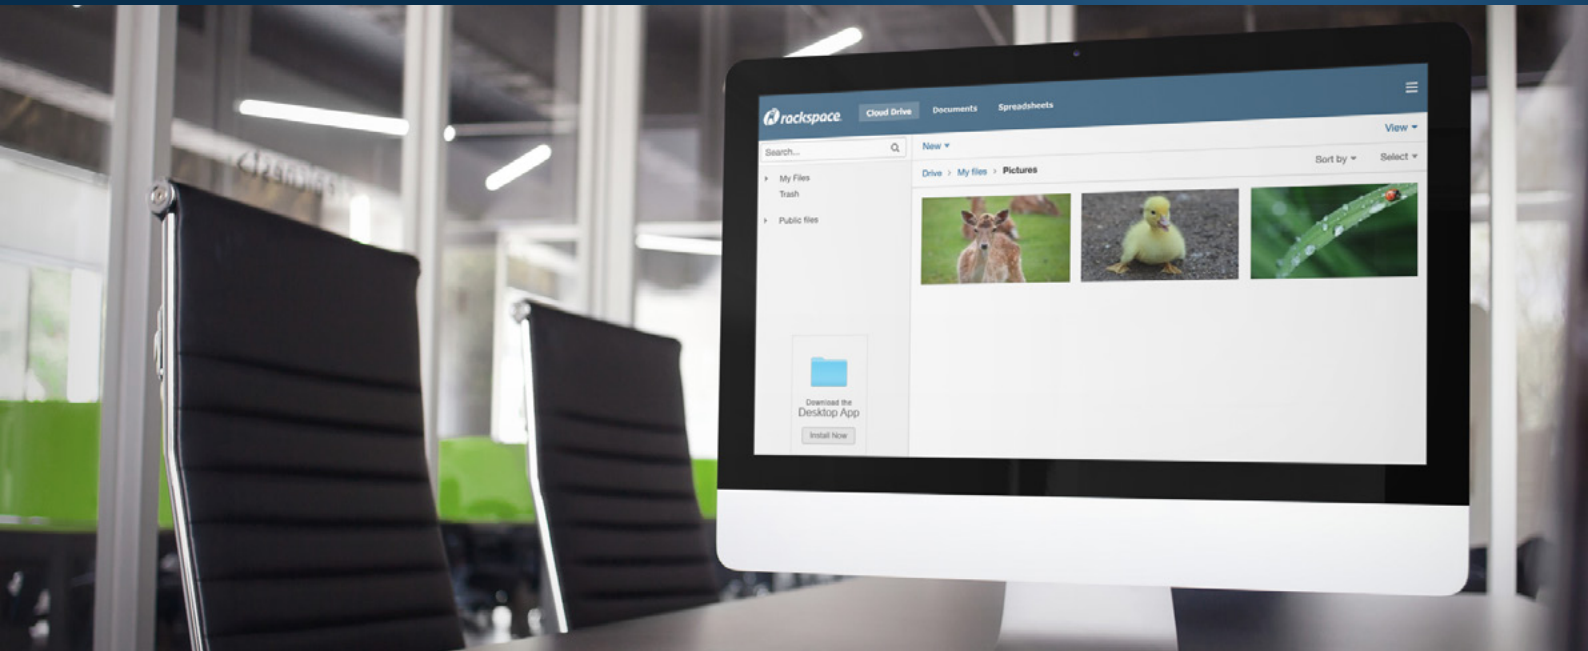 rackspace.
Cloud Drive
Documents
Spreadsheets
Search...
New
View
Drive > My files > Pictures
Sort by
Select
My Files
Trash
Public files
Download the
Desktop App
Install Now